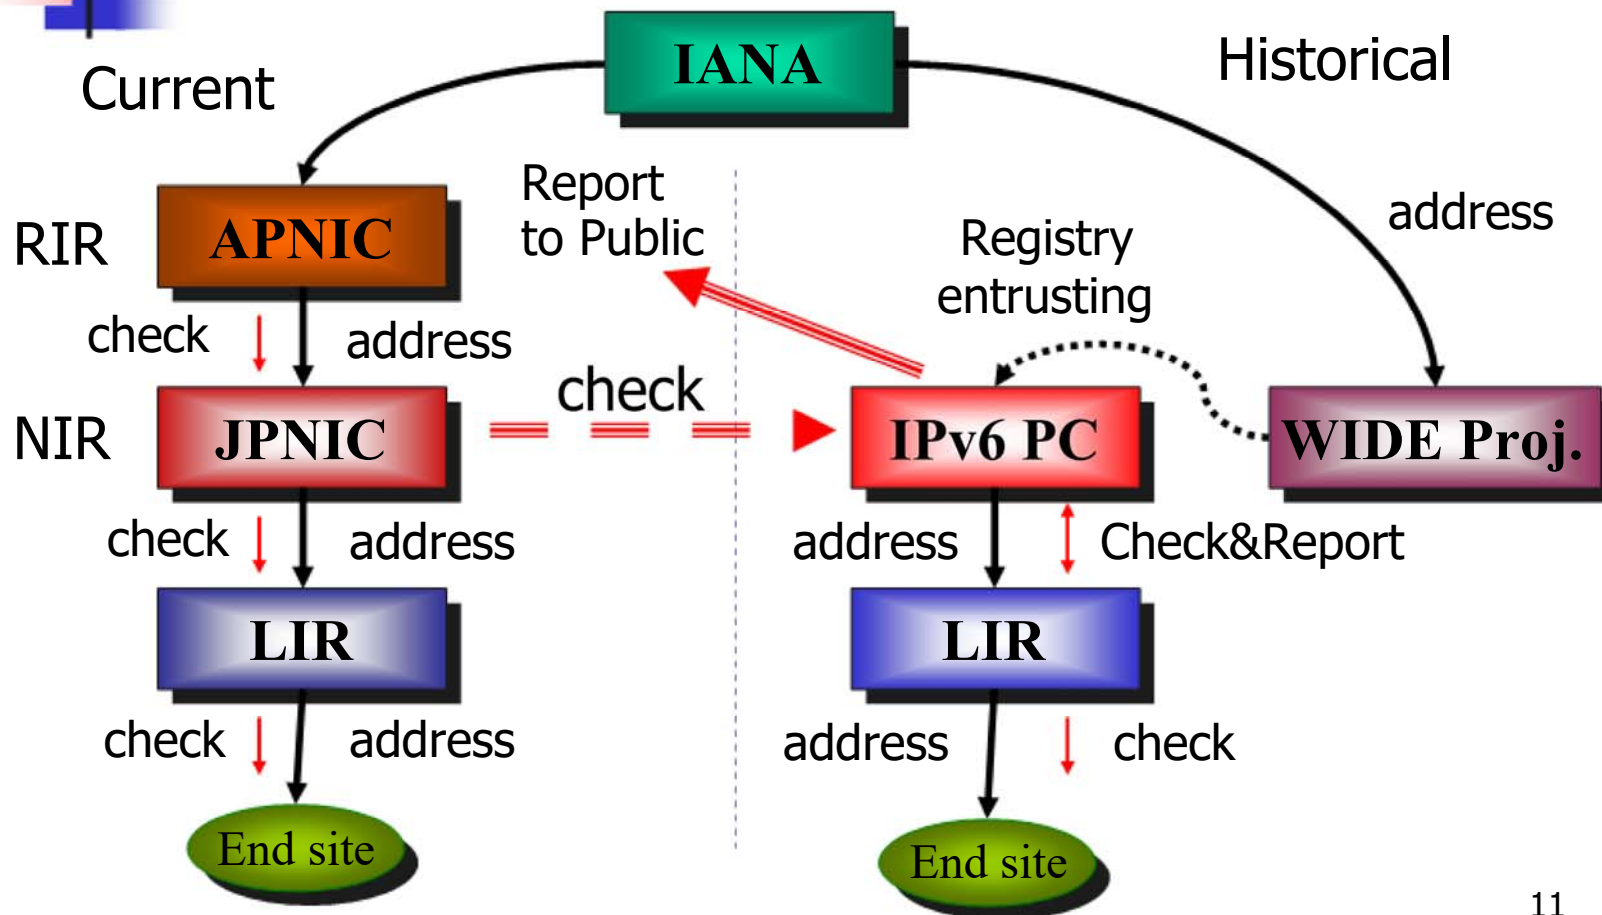 IANA
Current
Historical
Report
to Public
RIR
APNIC
Registry
entrusting
address
check
address
check
NIR
JPNIC
IPv6 PC
WIDE Proj.
check
address
address
Check&Report
LIR
LIR
check
address
address
check
End site
End site
11